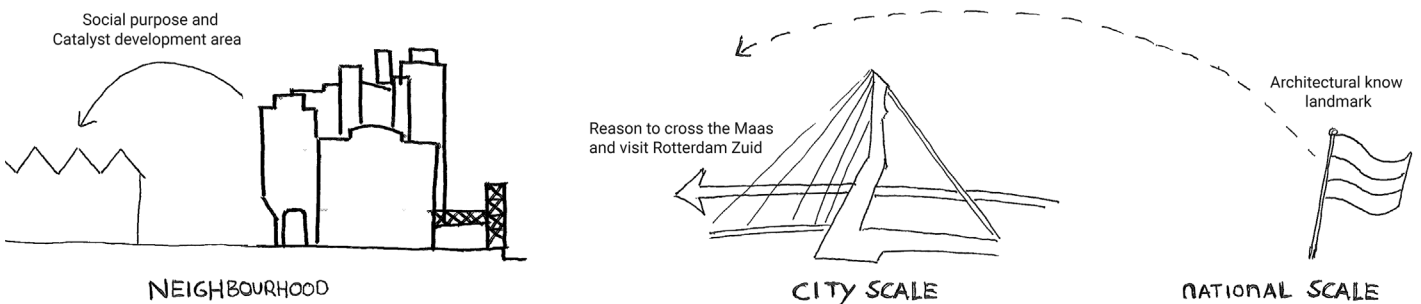 Social purpose and
Catalyst development area
NEIGHBOURHOOD
Reason to cross the Maas
and visit Rotterdam Zuid
CITY SCALE
Architectural know
landmark
NATIONAL SCALE